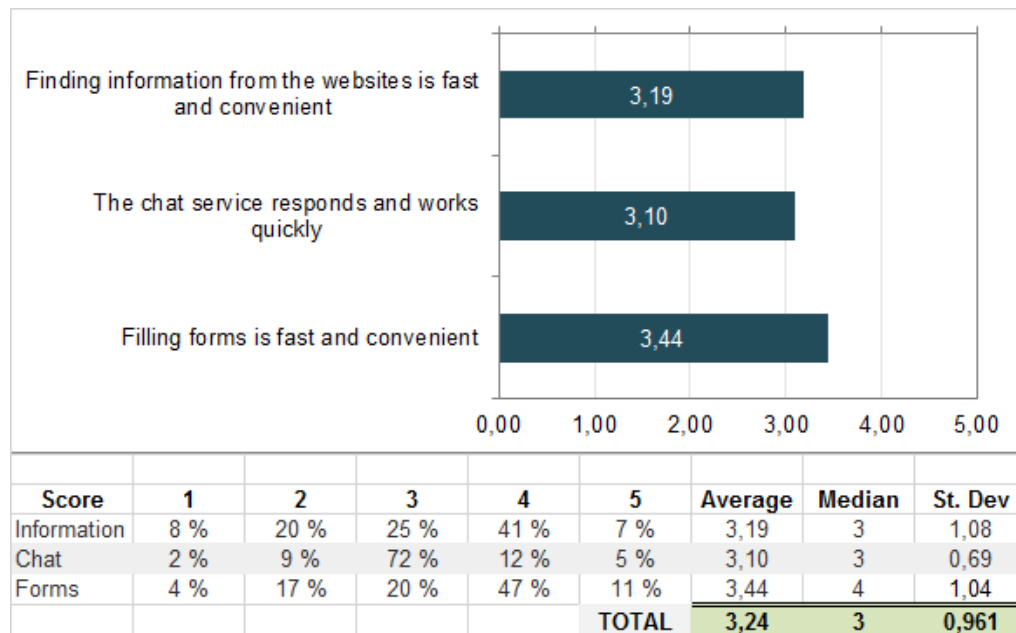 Finding information from the websites is fast
and convenient
3,19
The chat service responds and works
quickly
3,10
Filling forms is fast and convenient
3,44
0,00 1,00 2,00 3,00 4,00 5,00
Score 1 2 3 4 5 Average Median St. Dev
Information 8 % 20 % 25 % 41 % 7 % 3,19 3 1,08
Chat 2 % 9 % 72 % 12 % 5 % 3,10 3 0,69
Forms 4 % 17 % 20 % 47 % 11 % 3,44 4 1,04
TOTAL 3,24 3 0,961